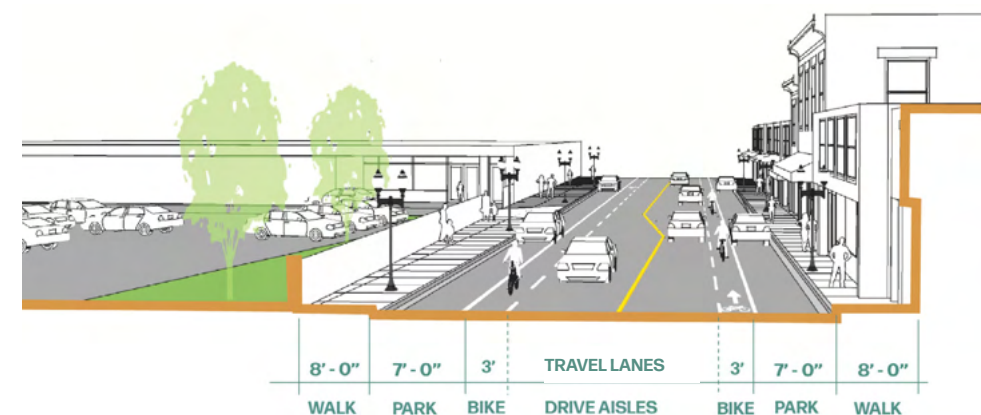 8' - 0" 7' - 0" 3' TRAVEL LANES 3' 7' - 0" 8' - 0"
WALK PARK BIKE DRIVE AISLES BIKE PARK WALK